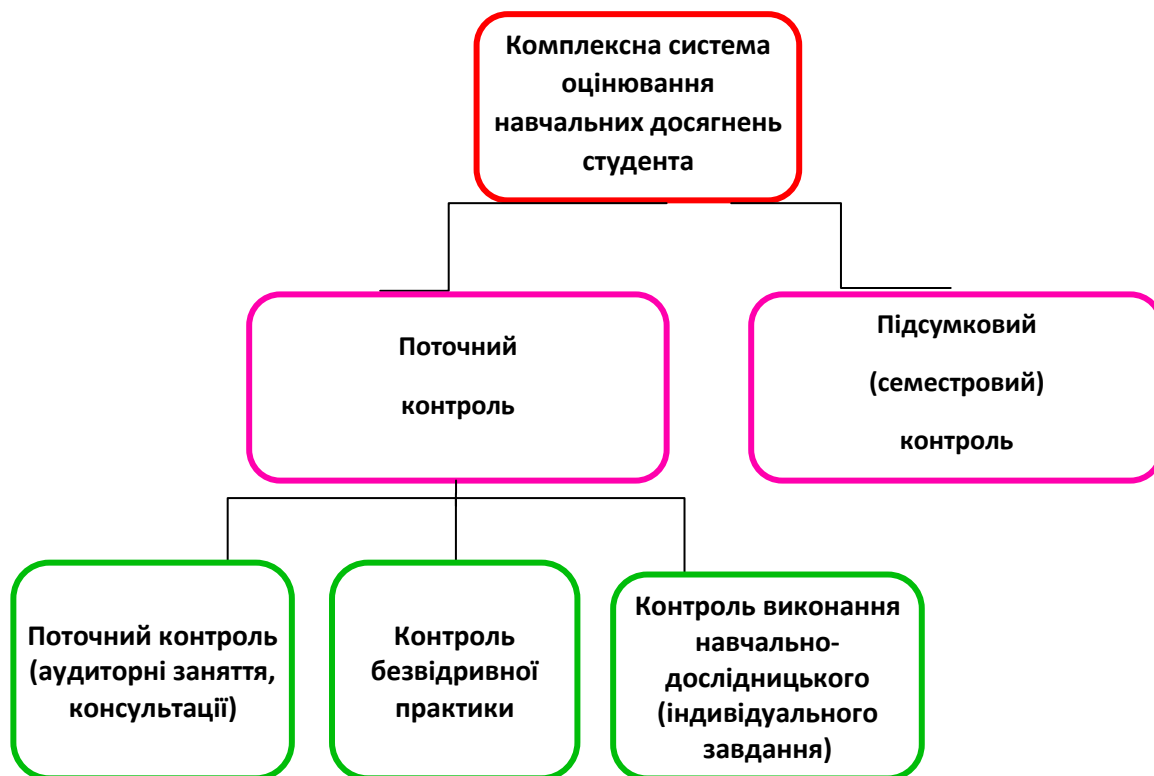 Комплексна система
оцінювання
навчальних досягнень
студента
Поточний
контроль
Підсумковий
(семестровий)
контроль
Поточний контроль
(аудиторні заняття,
консультації)
Контроль
безвідривної
практики
Контроль виконання
навчально-
дослідницького
(індивідуального
завдання)